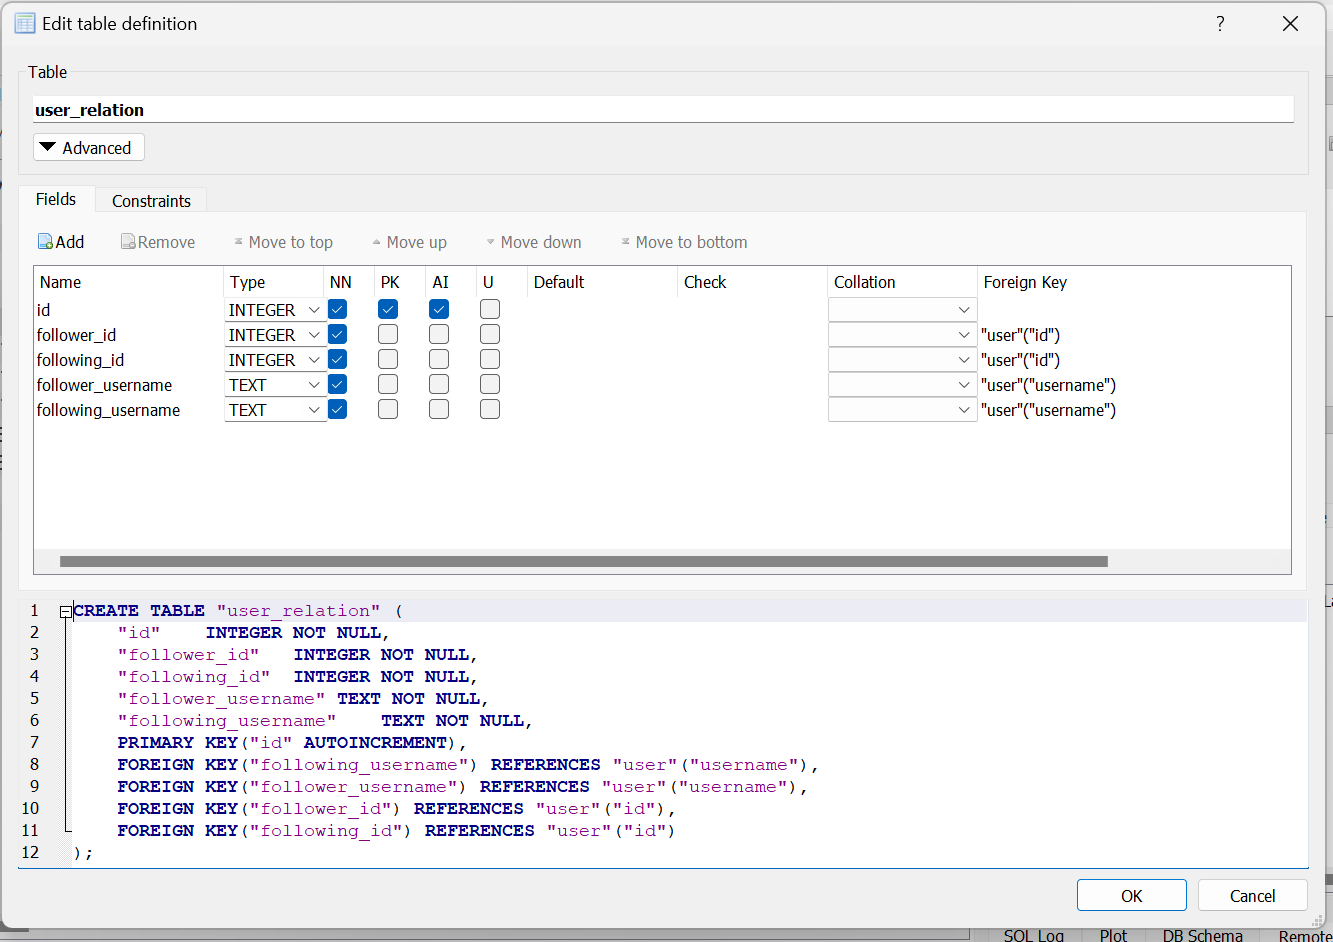 Edit table definition
?
Table
user_relation
Advanced
Fields Constraints
Add Remove Move to top Move up Move down Move to bottom
Name Type NN PK AI U Default Check Collation Foreign Key
id INTEGER
follower_id INTEGER "user"("id")
following_id INTEGER "user"("id")
follower_username TEXT "user"("username")
following_username TEXT "user"("username")
1 CREATE TABLE "user_relation" (
2 "id" INTEGER NOT NULL,
3 "follower_id" INTEGER NOT NULL,
4 "following_id" INTEGER NOT NULL,
5 "follower_username" TEXT NOT NULL,
6 "following_username" TEXT NOT NULL,
7 PRIMARY KEY("id" AUTOINCREMENT),
8 FOREIGN KEY("following_username") REFERENCES "user"("username"),
9 FOREIGN KEY("follower_username") REFERENCES "user"("username"),
10 FOREIGN KEY("follower_id") REFERENCES "user"("id"),
11 FOREIGN KEY("following_id") REFERENCES "user"("id")
12 );
OK Cancel
SQL Log Plot DB Schema Remote